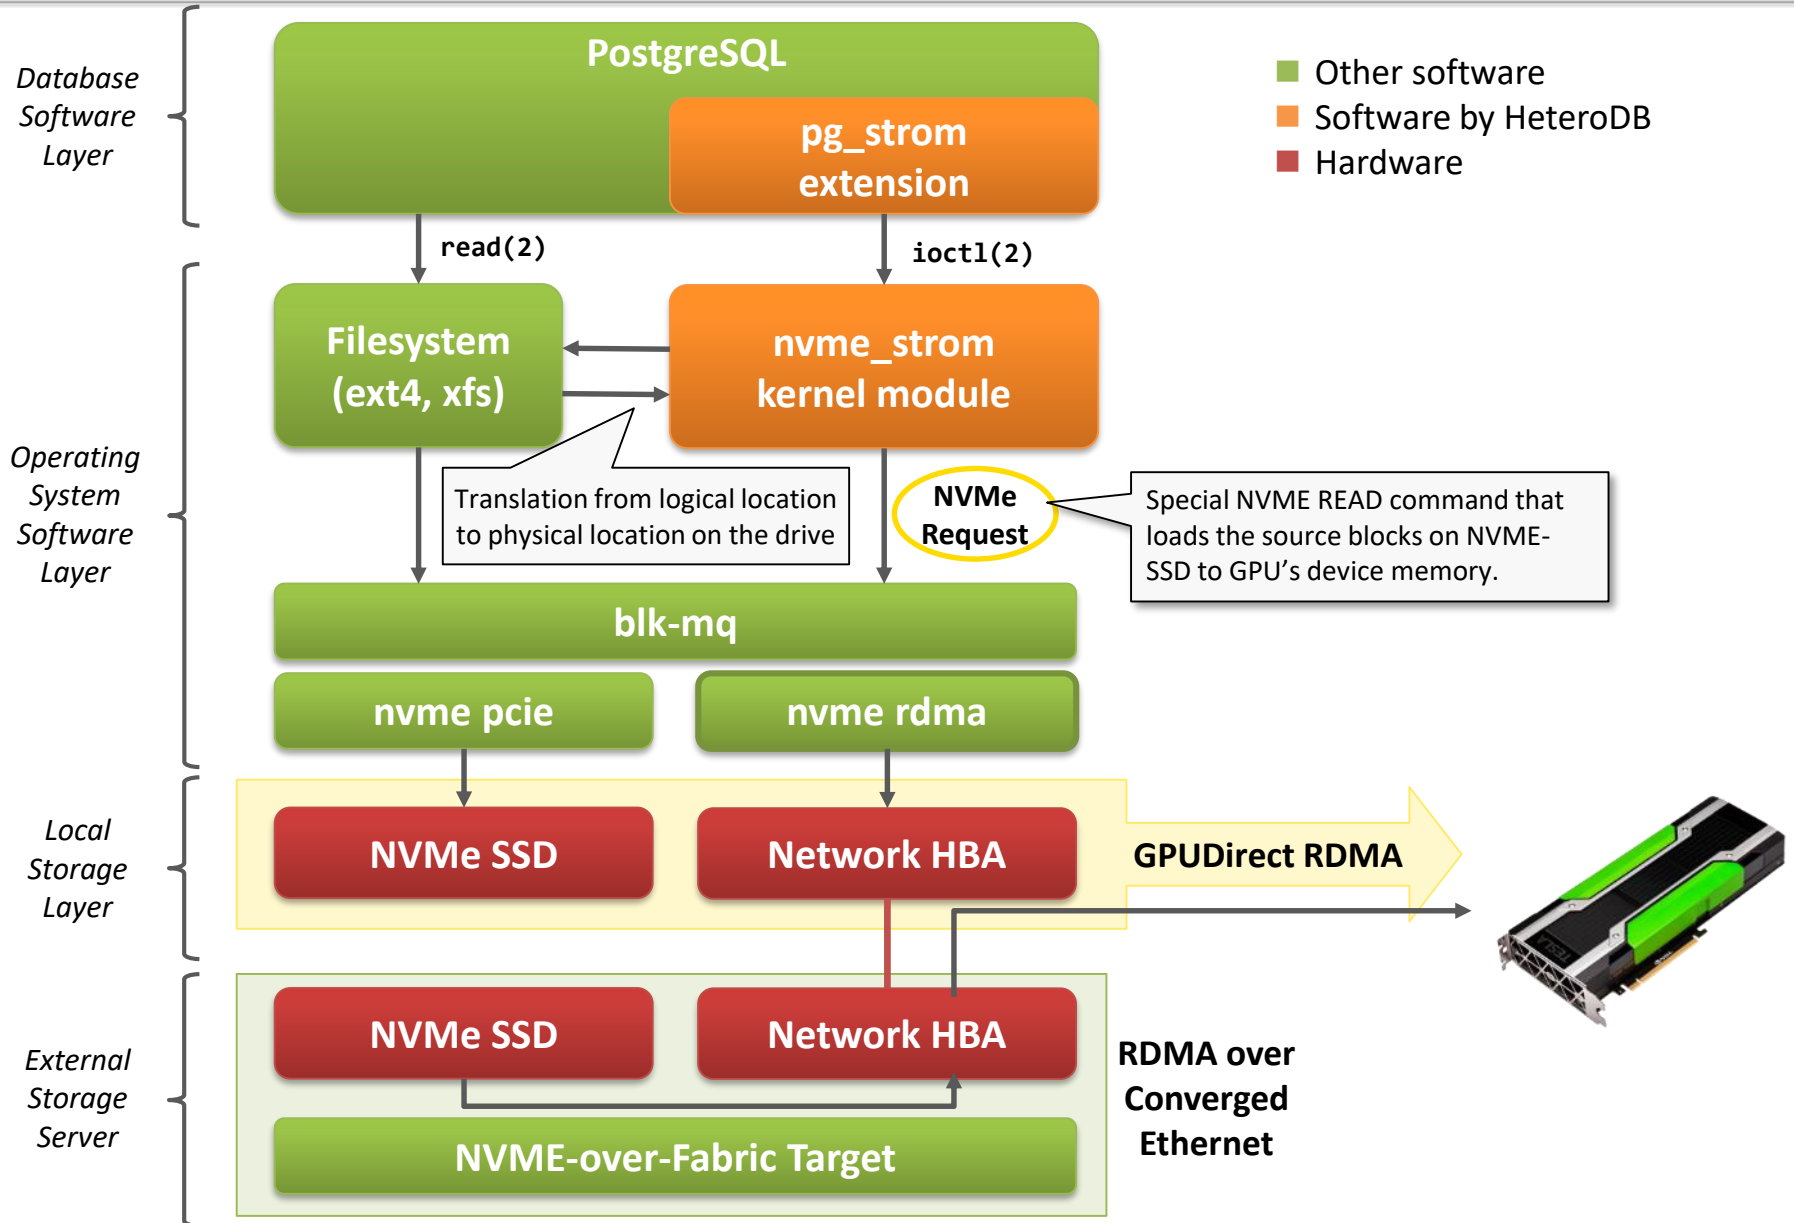 PostgreSQL
Database
Software
Layer
pg_strom
extension
Other software
Software by HeteroDB
Hardware
read(2)
ioctl(2)
Filesystem
(ext4, xfs)
nvme_strom
kernel module
Operating
System
Software
Layer
Translation from logical location
to physical location on the drive
NVMe
Request
Special NVME READ command that
loads the source blocks on NVME-
SSD to GPU's device memory.
blk-mq
nvme pcie
nvme rdma
Local
Storage
Layer
NVMe SSD
Network HBA
GPUDirect RDMA
TESLA
External
Storage
Server
NVMe SSD
Network HBA
RDMA over
Converged
Ethernet
NVME-over-Fabric Target